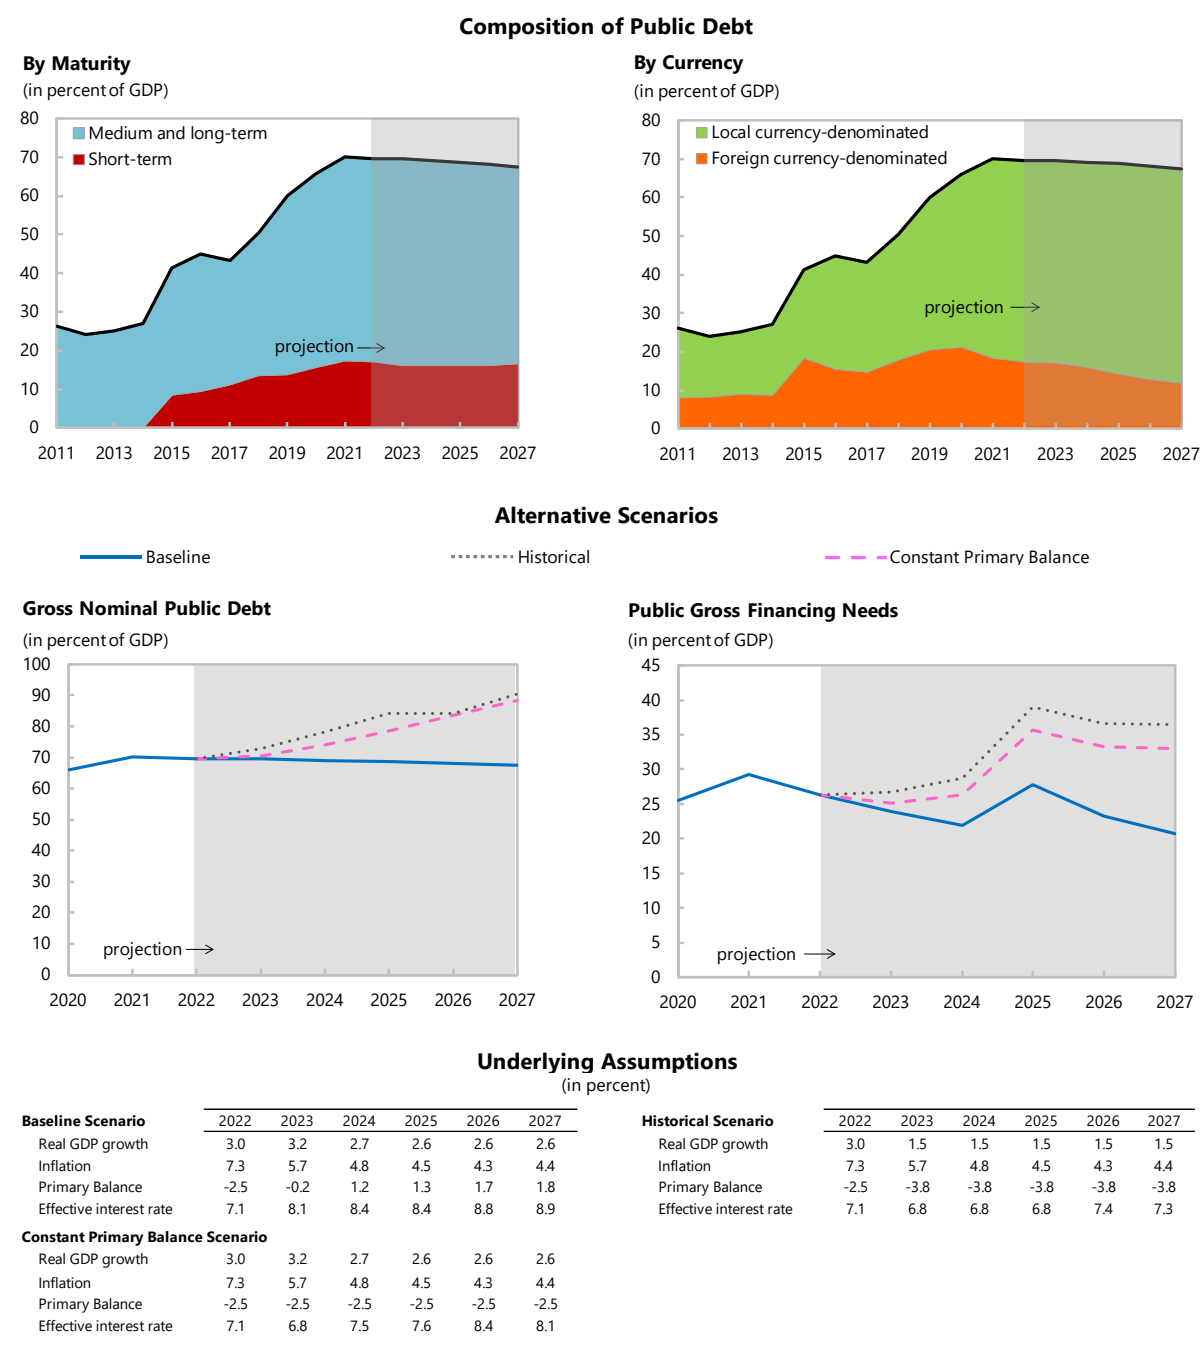 Composition of Public Debt
By Maturity
(in percent of GDP)
80
70
60
50
40
30
20
10
0
Medium and long-term
Short-term
projection
2011 2013 2015 2017 2019 2021 2023 2025 2027
By Currency
(in percent of GDP)
80
70
60
50
40
30
20
10
0
Local currency-denominated
Foreign currency-denominated
projection
2011 2013 2015 2017 2019 2021 2023 2025 2027
Alternative Scenarios
Baseline Historical Constant Primary Balance
Gross Nominal Public Debt
(in percent of GDP)
100
90
80
70
60
50
40
30
20
10
0
projection
2020 2021 2022 2023 2024 2025 2026 2027
Public Gross Financing Needs
(in percent of GDP)
45
40
35
30
25
20
15
10
5
0
projection
2020 2021 2022 2023 2024 2025 2026 2027
Underlying Assumptions
(in percent)
Baseline Scenario 2022 2023 2024 2025 2026 2027
Real GDP growth 3.0 3.2 2.7 2.6 2.6 2.6
Inflation 7.3 5.7 4.8 4.5 4.3 4.4
Primary Balance -2.5 -0.2 1.2 1.3 1.7 1.8
Effective interest rate 7.1 8.1 8.4 8.4 8.8 8.9
Constant Primary Balance Scenario
Real GDP growth 3.0 3.2 2.7 2.6 2.6 2.6
Inflation 7.3 5.7 4.8 4.5 4.3 4.4
Primary Balance -2.5 -2.5 -2.5 -2.5 -2.5 -2.5
Effective interest rate 7.1 6.8 7.5 7.6 8.4 8.1
Historical Scenario 2022 2023 2024 2025 2026 2027
Real GDP growth 3.0 1.5 1.5 1.5 1.5 1.5
Inflation 7.3 5.7 4.8 4.5 4.3 4.4
Primary Balance -2.5 -3.8 -3.8 -3.8 -3.8 -3.8
Effective interest rate 7.1 6.8 6.8 6.8 7.4 7.3